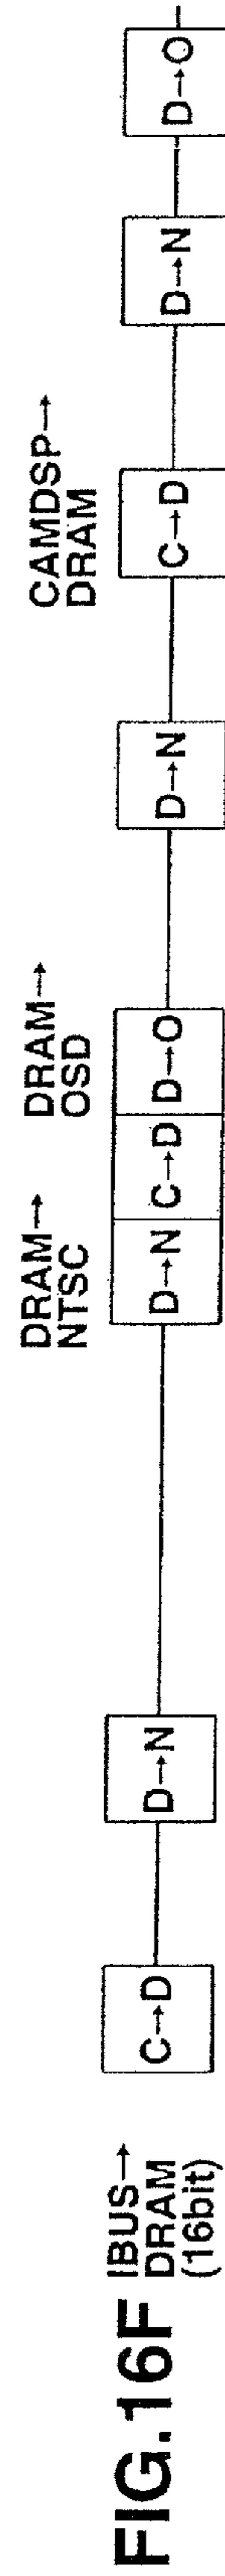 FIG.16F
IBUS→
DRAM
(16bit)
C→D
D→N
DRAM→
NTSC
D→N
C→D
DRAM→
OSD
D→O
D→N
CAMDSP→
DRAM
C→D
D→N
D→O